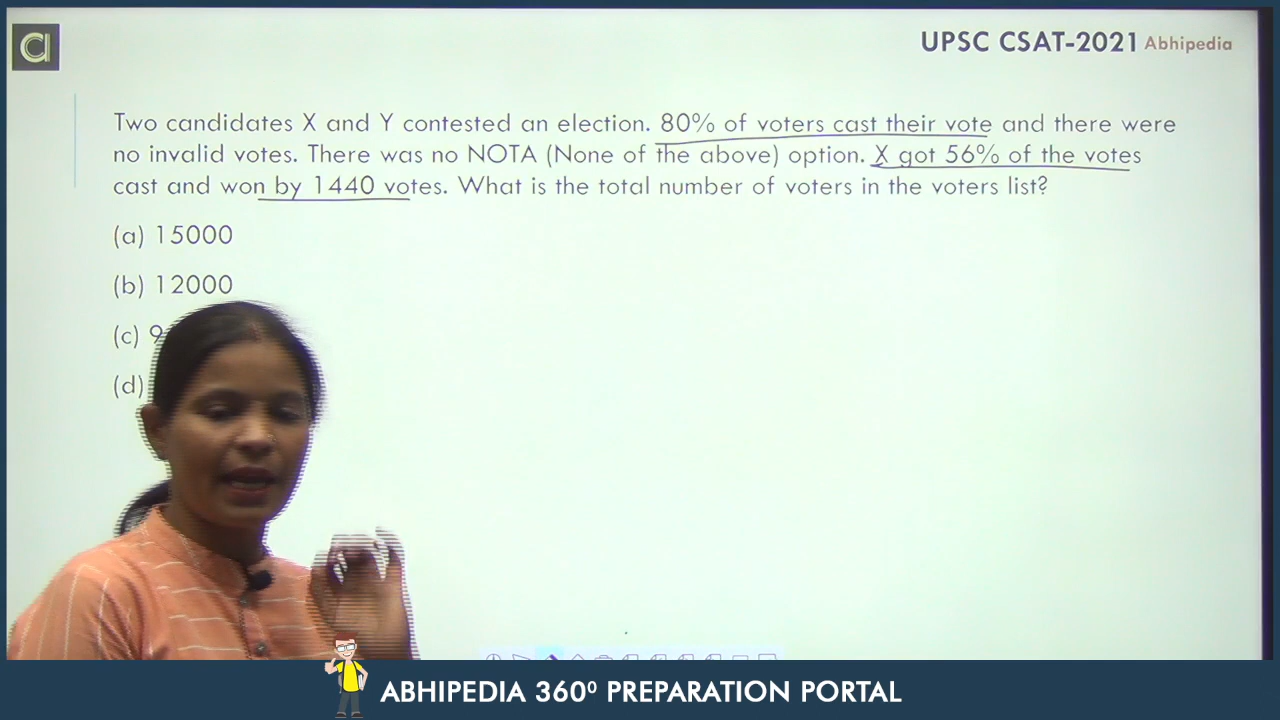 UPSC CSAT-2021 Abhipedia
Two candidates X and Y contested an election. 80% of voters cast their vote and there were
no invalid votes. There was no NOTA (None of the above) option. X got 56% of the votes
cast and won by 1440 votes. What is the total number of voters in the voters list?
(a) 15000
(b) 12000
(c) 9
(d)
ABHIPEDIA 360⁰ PREPARATION PORTAL